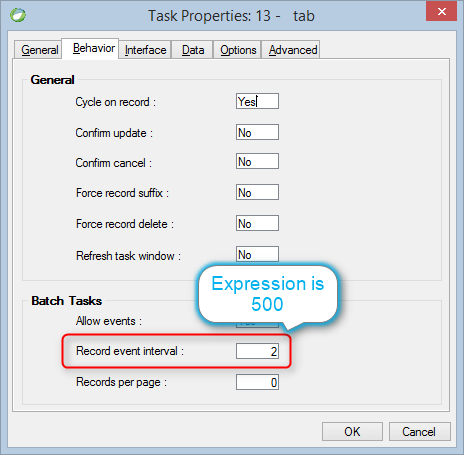 Task Properties: 13 - tab
General Behavior Interface Data Options Advanced
General
Cycle on record : Yes
Confirm update : No
Confirm cancel : No
Force record suffix : No
Force record delete : No
Refresh task window : No
Expression is
500
Batch Tasks
Allow events :
Record event interval : 2
Records per page : 0
OK Cancel